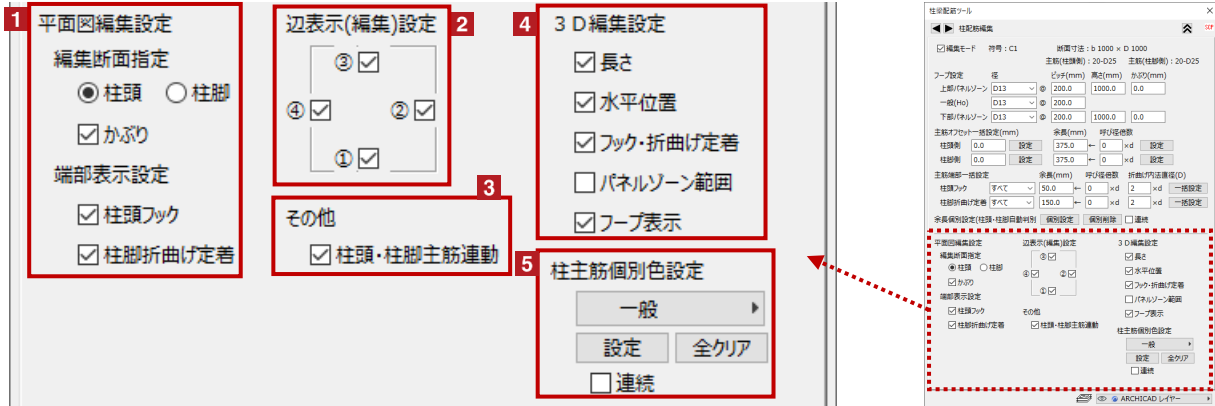 1
平面図編集設定
編集断面指定
柱頭 柱脚
かぶり
端部表示設定
柱頭フック
柱脚折曲げ定着
辺表示(編集)設定 2
③
④ ②
①
3
その他
柱頭・柱脚主筋連動
4 3D編集設定
長さ
水平位置
フック・折曲げ定着
パネルゾーン範囲
フープ表示
5 柱主筋個別色設定
一般
設定 全クリア
連続
柱梁配筋ツール
柱配筋編集
編集モード 符号:C1 断面寸法:b 1000 × D 1000
主筋(柱頭側):20-D25 主筋(柱脚側):20-D25
フープ設定 径 ピッチ(mm) 高さ(mm) かぶり(mm)
上部パネルゾーン D13 @ 200.0 1000.0 0.0
一般(Ho) D13 @ 200.0
下部パネルゾーン D13 @ 200.0 1000.0 0.0
主筋オフセット一括設定(mm) 余長(mm) 呼び径倍数
柱頭側 0.0 設定 375.0 ← 0 ×d 設定
柱脚側 0.0 設定 375.0 ← 0 ×d 設定
主筋端部一括設定 余長(mm) 呼び径倍数 折曲げ内法直径(D)
柱頭フック すべて 50.0 ← 0 ×d 2 ×d 一括設定
柱脚折曲げ定着 すべて 150.0 ← 0 ×d 2 ×d 一括設定
余長個別設定(柱頭・柱脚自動判別 個別設定 個別削除 連続
平面図編集設定 辺表示(編集)設定 3D編集設定
編集断面指定 ③ 長さ
柱頭 柱脚 ④ ② 水平位置
かぶり フック・折曲げ定着
端部表示設定 ① パネルゾーン範囲
柱頭フック その他 フープ表示
柱脚折曲げ定着 柱頭・柱脚主筋連動
柱主筋個別色設定
一般
設定 全クリア
連続
ARCHICAD レイヤー